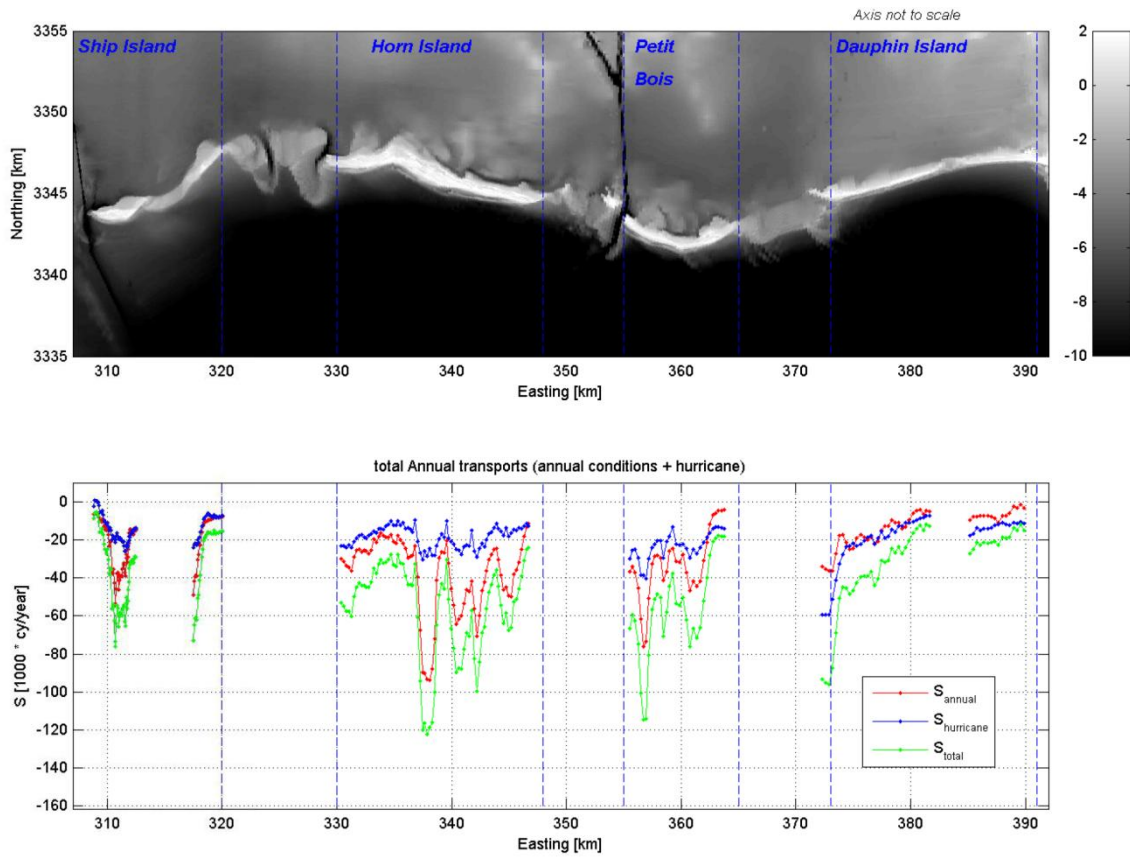 Axis not to scale
3355
3350
3345
3340
3335
Northing [km]
Ship Island
Horn Island
Petit
Bois
Dauphin Island
2
0
-2
-4
-6
-8
-10
310 320 330 340 350 360 370 380 390
Easting [km]
total Annual transports (annual conditions + hurricane)
0
-20
-40
-60
-80
-100
-120
-140
-160
S [1000 * cy/year]
S annual
S hurricane
S total
310 320 330 340 350 360 370 380 390
Easting [km]